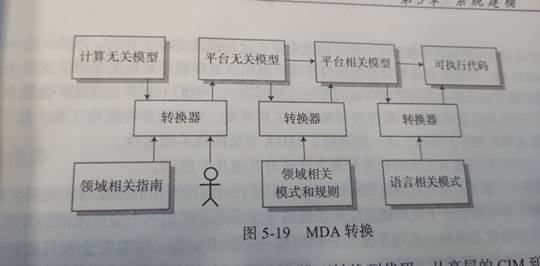 第5章 系统建模
计算无关模型
平台无关模型
平台相关模型
可执行代码
转换器
转换器
转换器
领域相关指南
领域相关
模式和规则
语言相关模式
图 5-19 MDA 转换